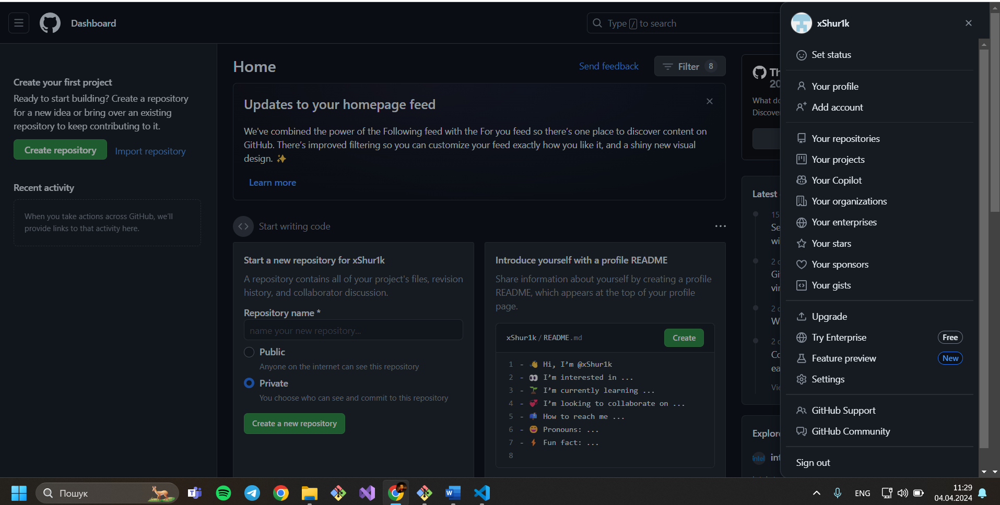 Dashboard
Type / to search
xShur1k
Set status
Your profile
Add account
Your repositories
Your projects
Your Copilot
Your organizations
Your enterprises
Your stars
Your sponsors
Your gists
Upgrade
Try Enterprise Free
Feature preview New
Settings
GitHub Support
GitHub Community
Sign out
Create your first project
Ready to start building? Create a repository
for a new idea or bring over an existing
repository to keep contributing to it.
Create repository Import repository
Recent activity
When you take actions across GitHub, we'll
provide links to that activity here.
Home
Send feedback
Filter 8
Updates to your homepage feed
We've combined the power of the Following feed with the For you feed so there's one place to discover content on
GitHub. There's improved filtering so you can customize your feed exactly how you like it, and a shiny new visual
design. ✨
Learn more
Start writing code
Start a new repository for xShur1k
A repository contains all of your project's files, revision
history, and collaborator discussion.
Repository name *
name your new repository...
Public
Anyone on the internet can see this repository
Private
You choose who can see and commit to this repository
Create a new repository
Introduce yourself with a profile README
Share information about yourself by creating a profile
README, which appears at the top of your profile
page.
xShur1k / README.md Create
1 - 👋 Hi, I'm @xShur1k
2 - 👀 I'm interested in ...
3 - 🌱 I'm currently learning ...
4 - 💞️ I'm looking to collaborate on ...
5 - 📫 How to reach me ...
6 - 😄 Pronouns: ...
7 - ⚡ Fun fact: ...
8
What
Latest
15
2
2
2
intel
Пошук
ENG
11:29
04.04.2024